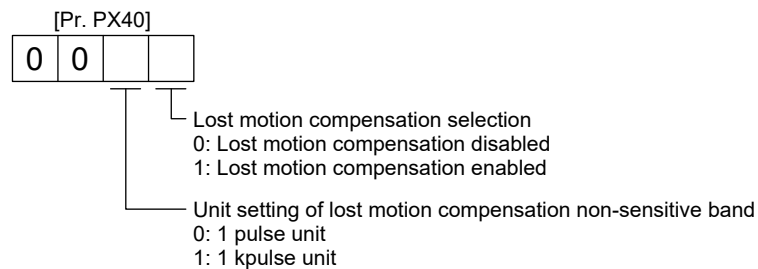 [Pr. PX40]
0 0
Lost motion compensation selection
0: Lost motion compensation disabled
1: Lost motion compensation enabled
Unit setting of lost motion compensation non-sensitive band
0: 1 pulse unit
1: 1 kpulse unit